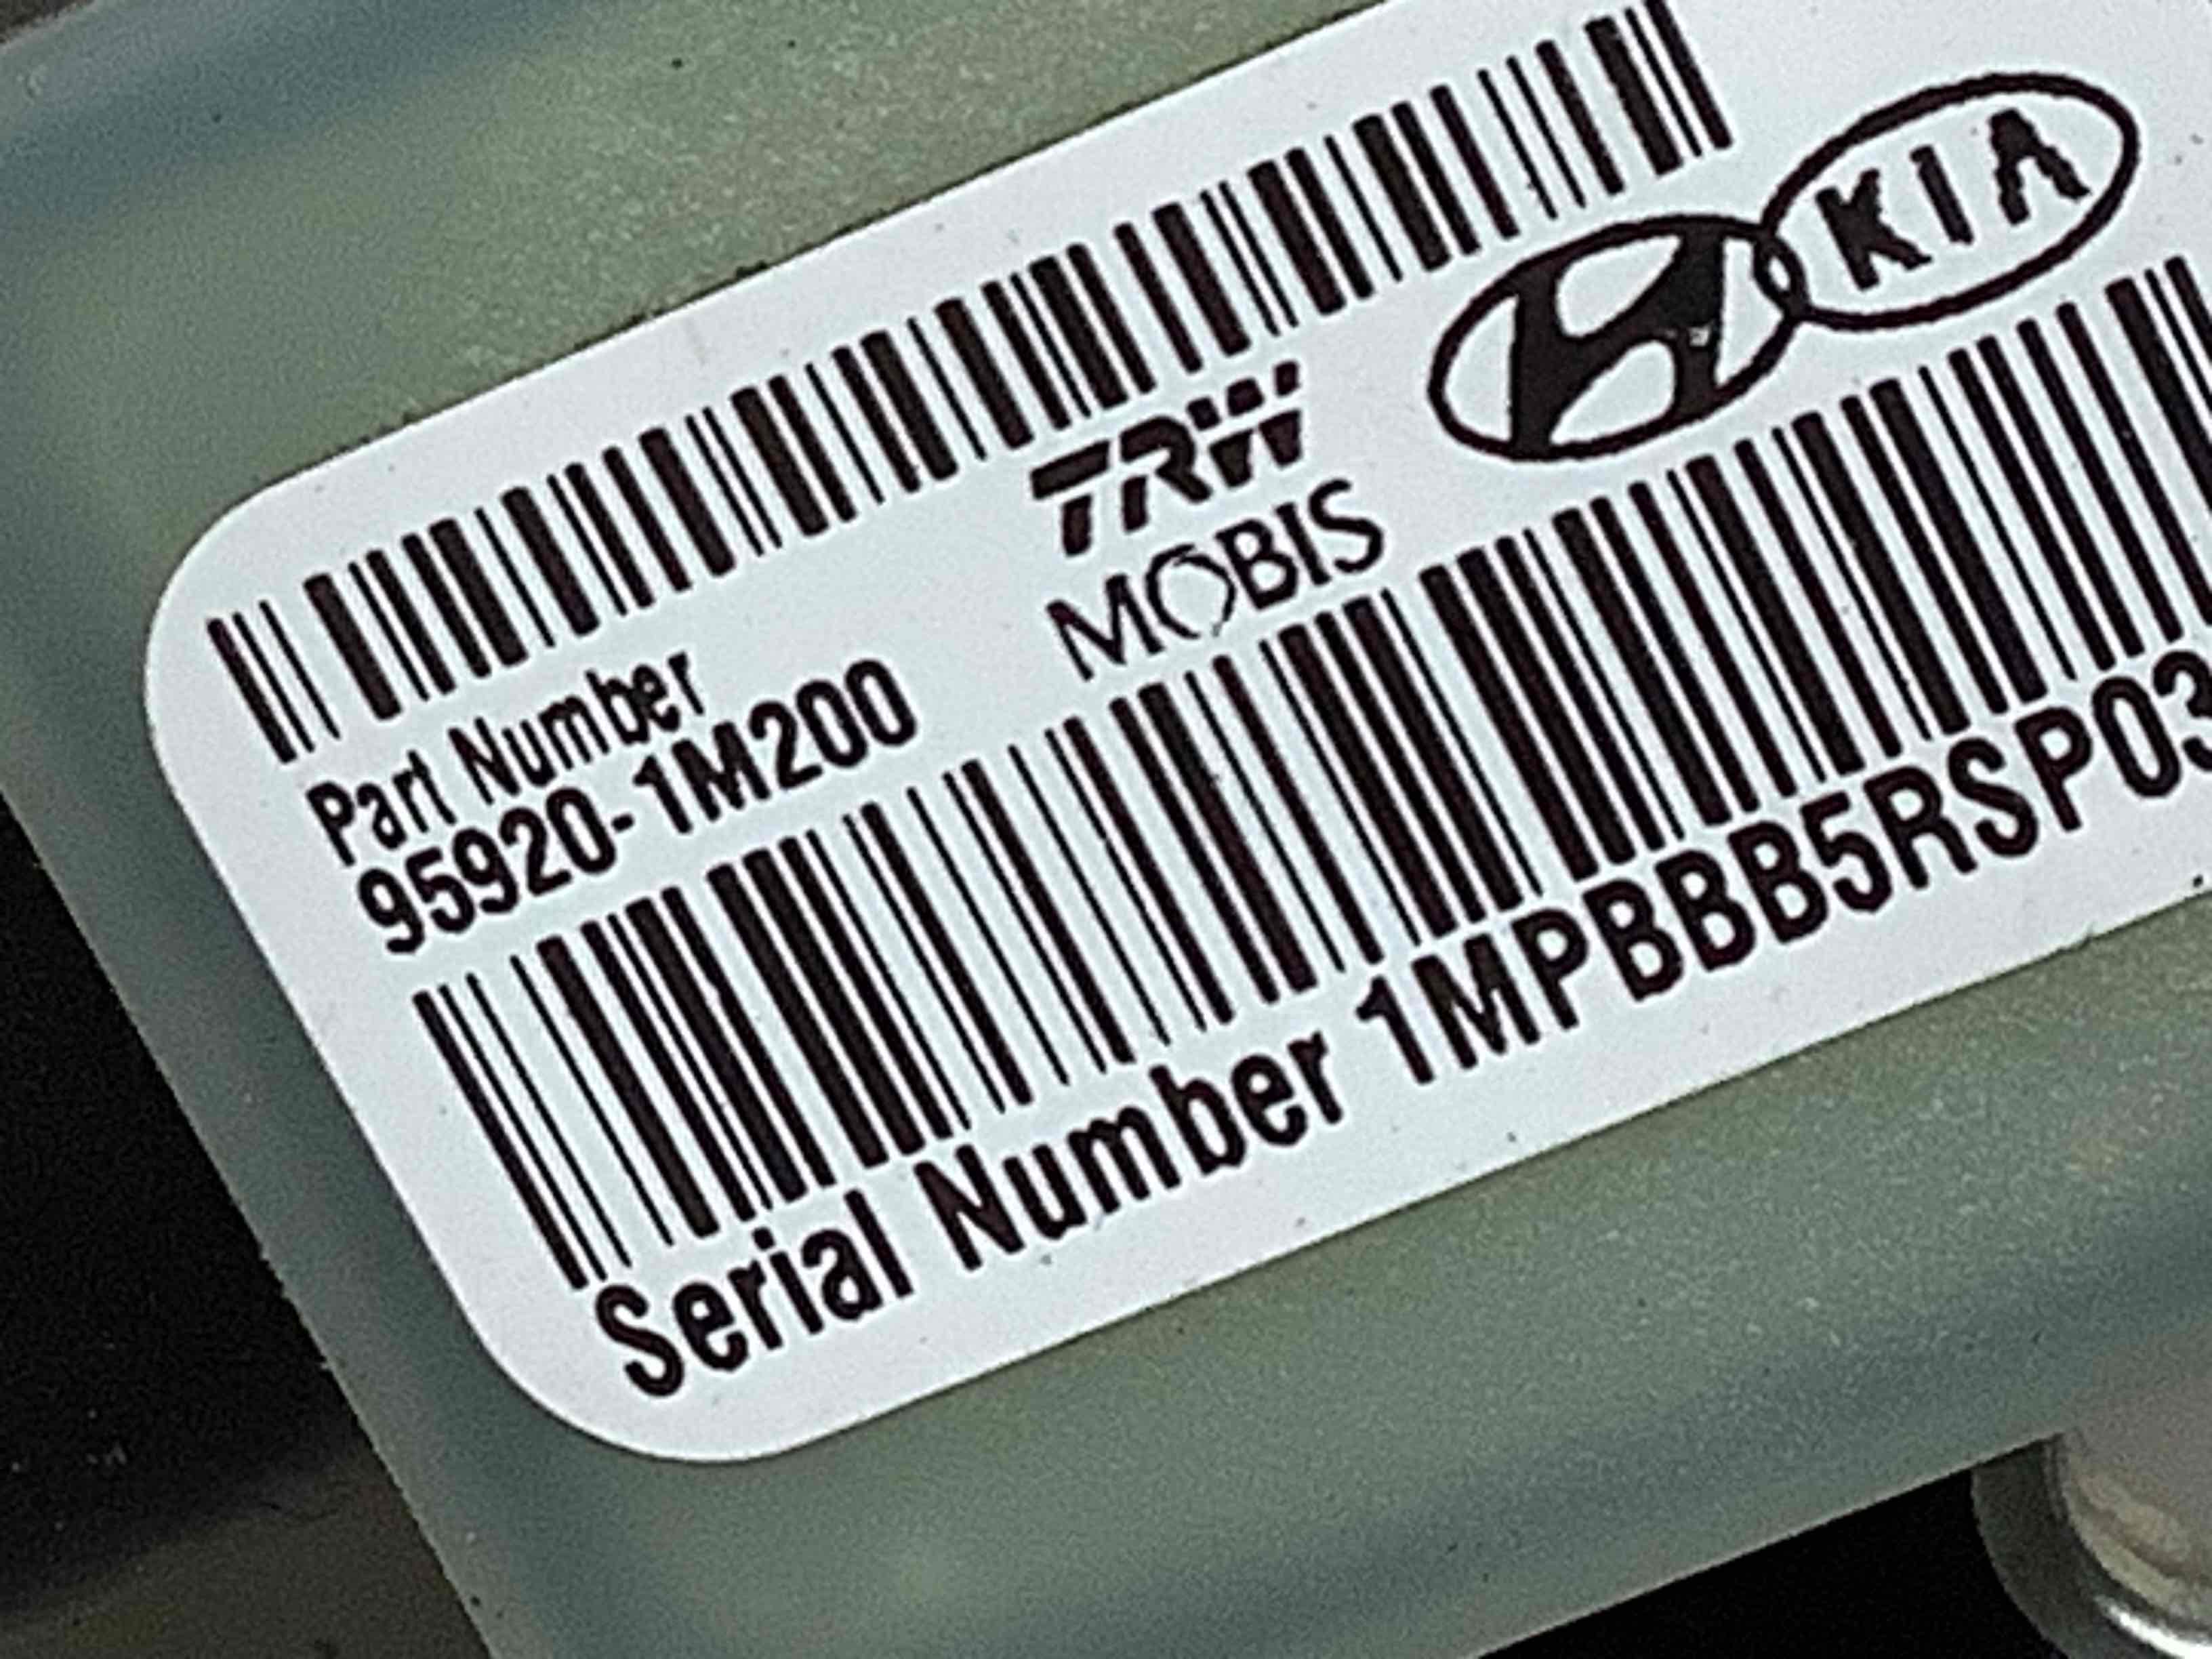 KIA
TRW
MOBIS
Part Number
95920-1M200
Serial Number 1MPBBB5RSP03